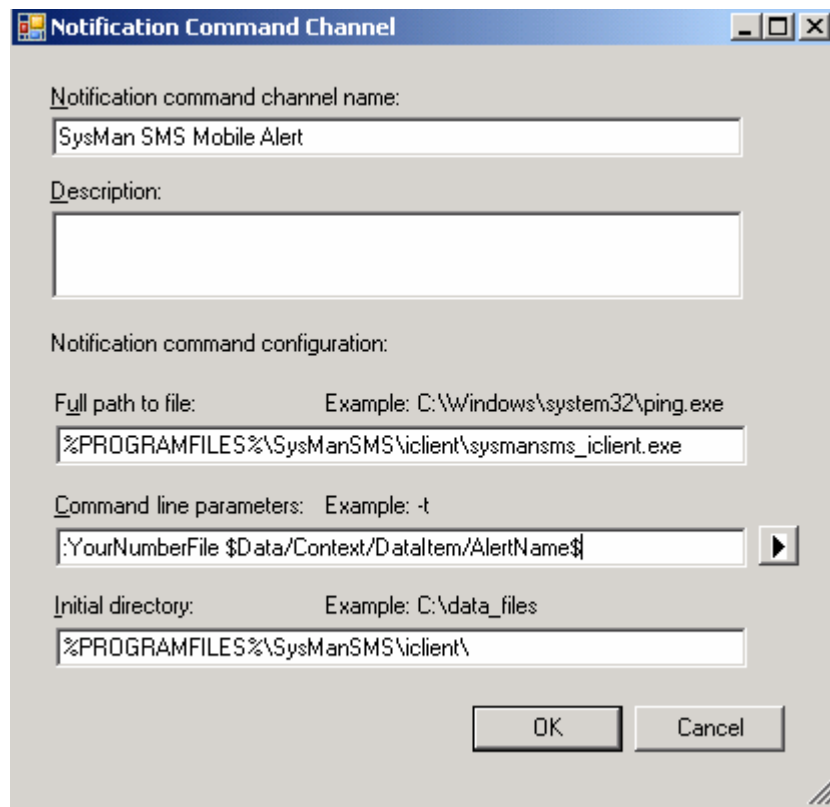 Notification Command Channel
Notification command channel name:
SysMan SMS Mobile Alert
Description:
Notification command configuration:
Full path to file: Example: C:\Windows\system32\ping.exe
%PROGRAMFILES%\SysManSMS\iclient\sysmansms_iclient.exe
Command line parameters: Example: -t
:YourNumberFile $Data/Context/DataItem/AlertName$
Initial directory: Example: C:\data_files
%PROGRAMFILES%\SysManSMS\iclient\
OK Cancel